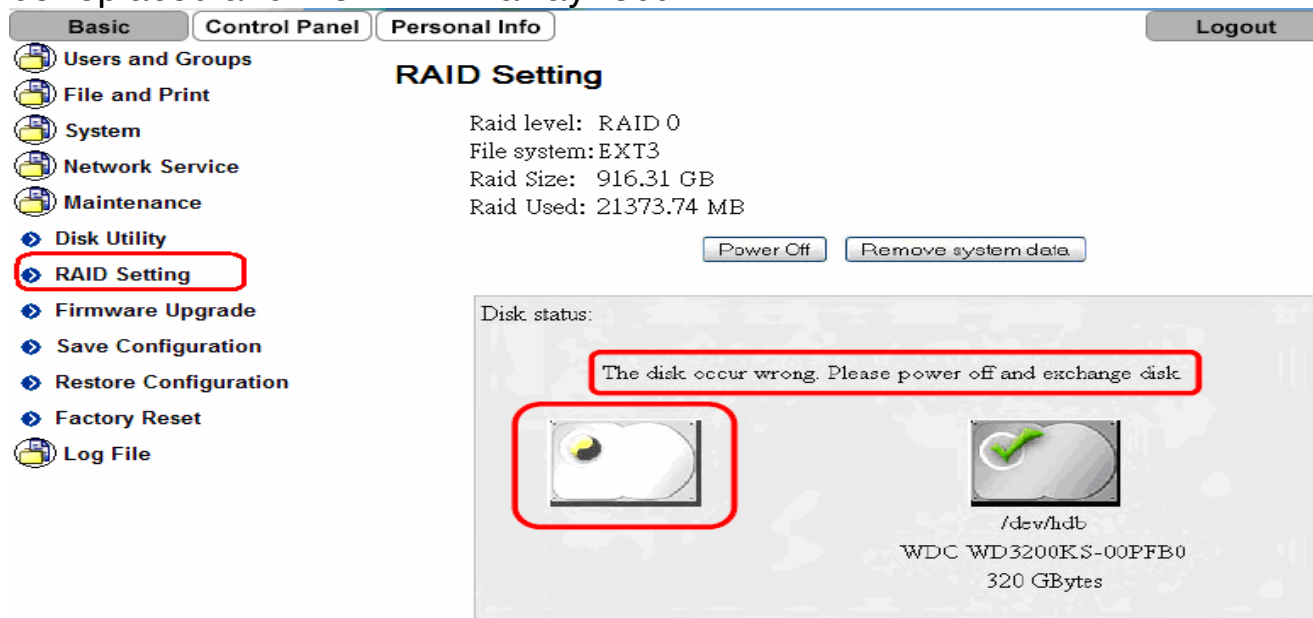 Basic Control Panel Personal Info Logout
Users and Groups
File and Print
System
Network Service
Maintenance
Disk Utility
RAID Setting
Firmware Upgrade
Save Configuration
Restore Configuration
Factory Reset
Log File
RAID Setting
Raid level: RAID 0
File system: EXT3
Raid Size: 916.31 GB
Raid Used: 21373.74 MB
Power Off Remove system data
Disk status:
The disk occur wrong. Please power off and exchange disk
/dev/hdb
WDC WD3200KS-00PFB0
320 GBytes